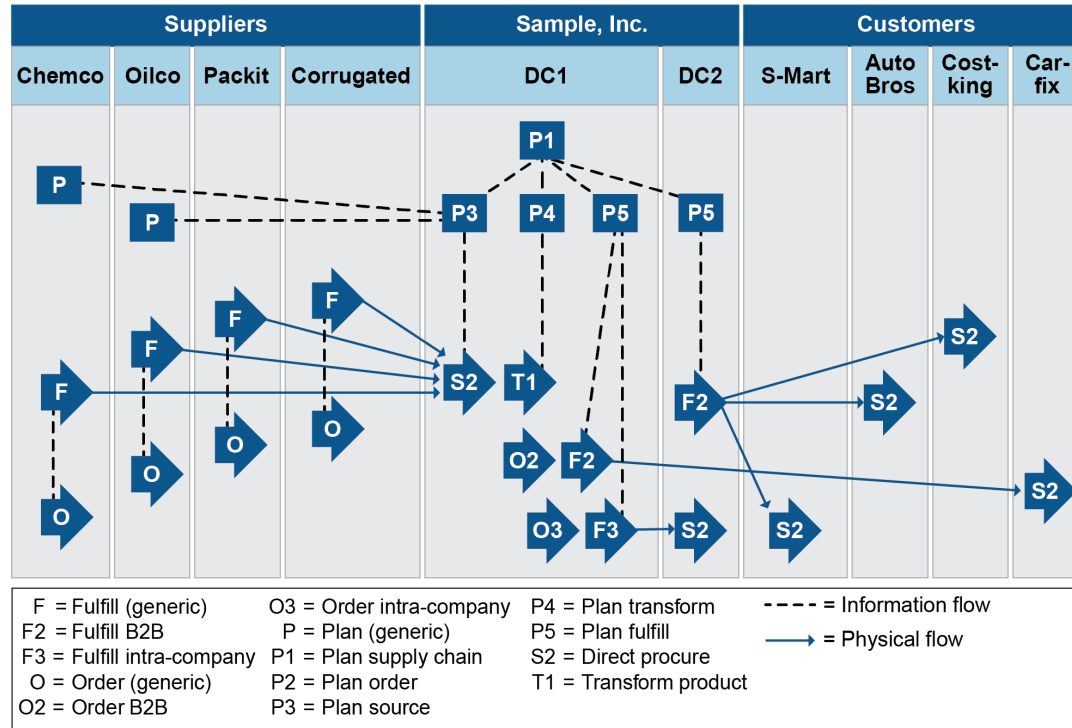 Suppliers
Sample, Inc.
Customers
Chemco
Oilco
Packit
Corrugated
DC1
DC2
S-Mart
Auto
Bros
Cost-
king
Car-
fix
P1
P
P
P3
P4
P5
P5
F
F
F
F
S2
T1
F2
S2
S2
O
O
O
O
O2
F2
S2
O3
F3
S2
S2
F = Fulfill (generic)
F2 = Fulfill B2B
F3 = Fulfill intra-company
O = Order (generic)
O2 = Order B2B
O3 = Order intra-company
P = Plan (generic)
P1 = Plan supply chain
P2 = Plan order
P3 = Plan source
P4 = Plan transform
P5 = Plan fulfill
S2 = Direct procure
T1 = Transform product
= Information flow
= Physical flow